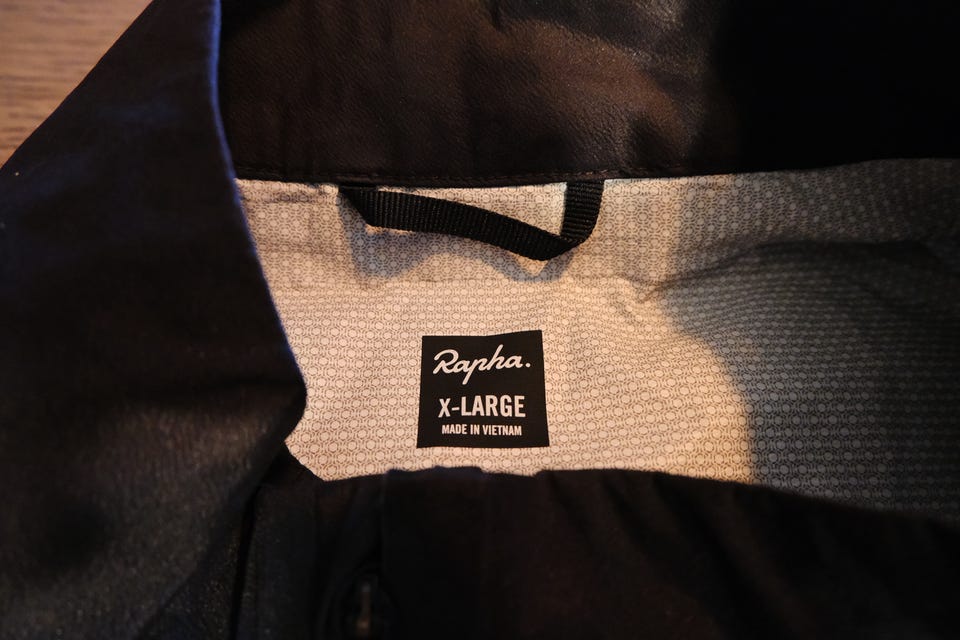 Rapha.
X-LARGE
MADE IN VIETNAM